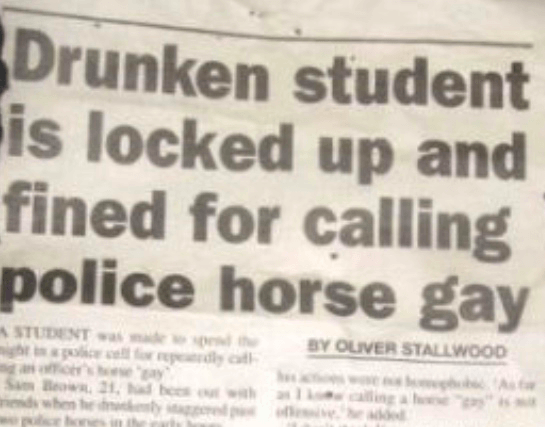 Drunken student
is locked up and
fined for calling
police horse gay
A STUDENT was made to spend the
night in a police cell for repeatedly call-
ing an officer's horse 'gay'.
Sam Brown, 21, had been out with
friends when he drunkenly staggered past
two police horses in the early hours
BY OLIVER STALLWOOD
his actions were not homophobic. 'As far
as I know calling a horse "gay" is not
offensive,' he added.